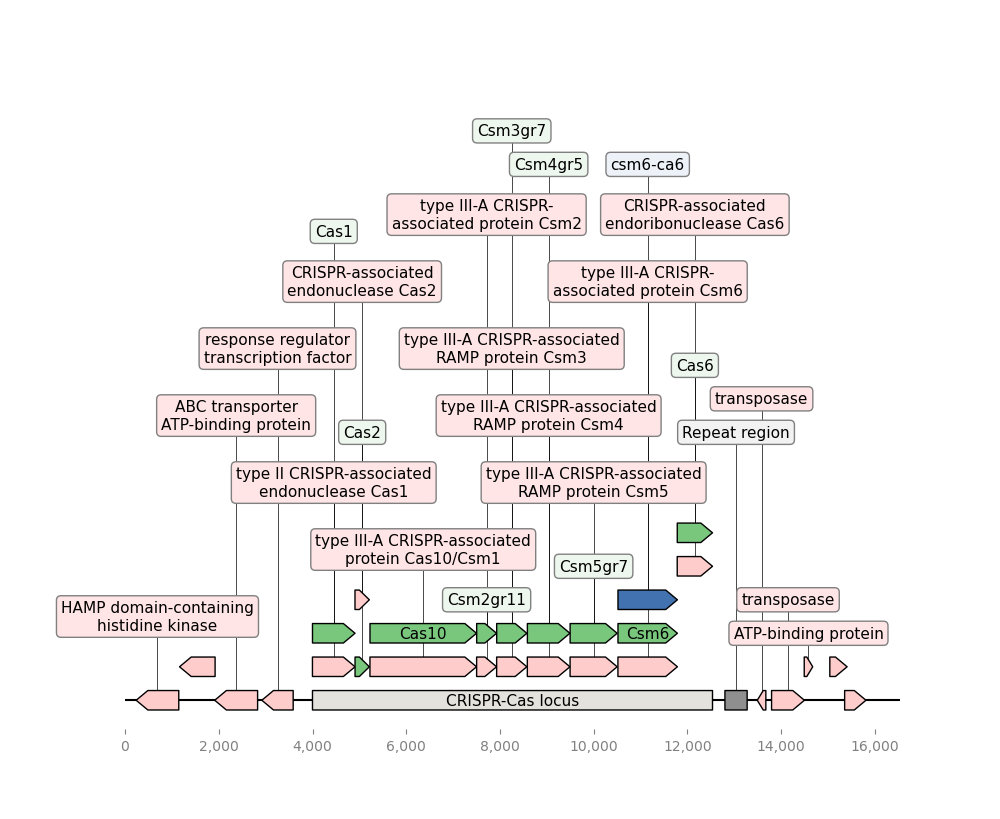 Csm3gr7
Csm4gr5
csm6-ca6
type III-A CRISPR-
associated protein Csm2
CRISPR-associated
endoribonuclease Cas6
Cas1
CRISPR-associated
endonuclease Cas2
type III-A CRISPR-
associated protein Csm6
response regulator
transcription factor
type III-A CRISPR-associated
RAMP protein Csm3
Cas6
transposase
ABC transporter
ATP-binding protein
Cas2
type III-A CRISPR-associated
RAMP protein Csm4
Repeat region
type II CRISPR-associated
endonuclease Cas1
type III-A CRISPR-associated
RAMP protein Csm5
type III-A CRISPR-associated
protein Cas10/Csm1
Csm5gr7
HAMP domain-containing
histidine kinase
Csm2gr11
transposase
Cas10
Csm6
ATP-binding protein
CRISPR-Cas locus
0
2,000
4,000
6,000
8,000
10,000
12,000
14,000
16,000